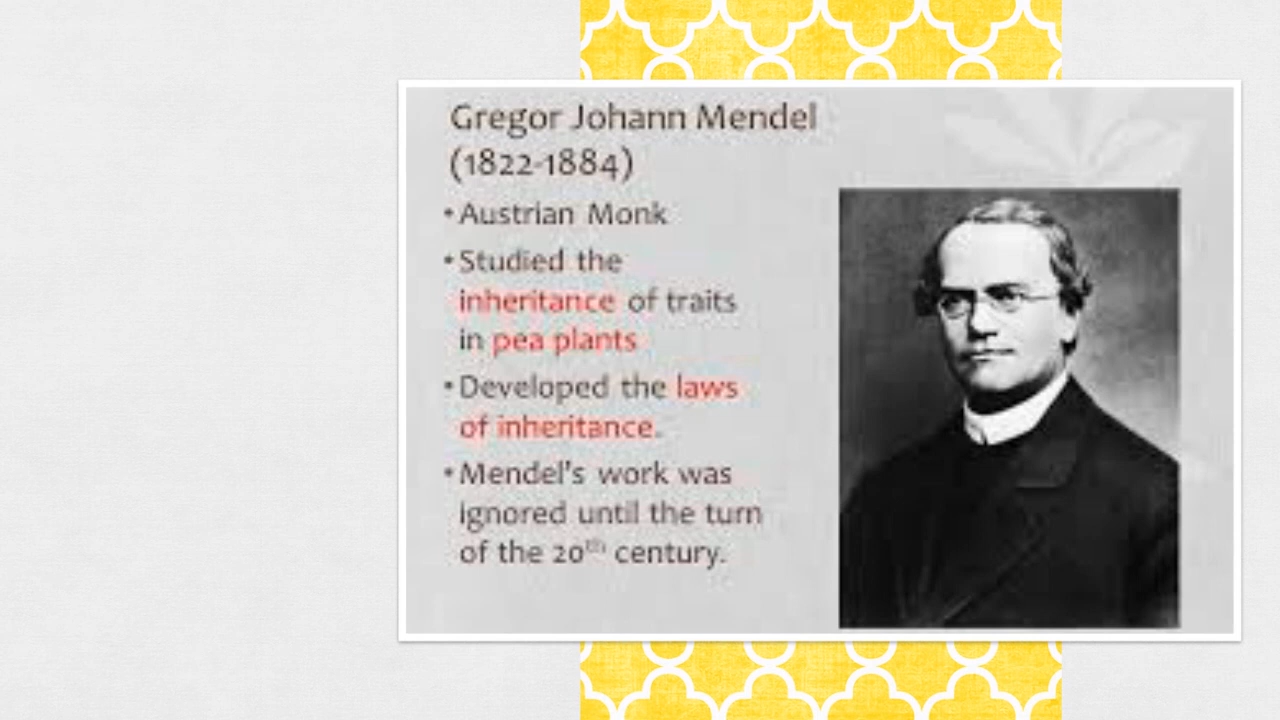 Gregor Johann Mendel
(1822-1884)
• Austrian Monk
• Studied the
inheritance of traits
in pea plants
• Developed the laws
of inheritance.
• Mendel's work was
ignored until the turn
of the 20th century.